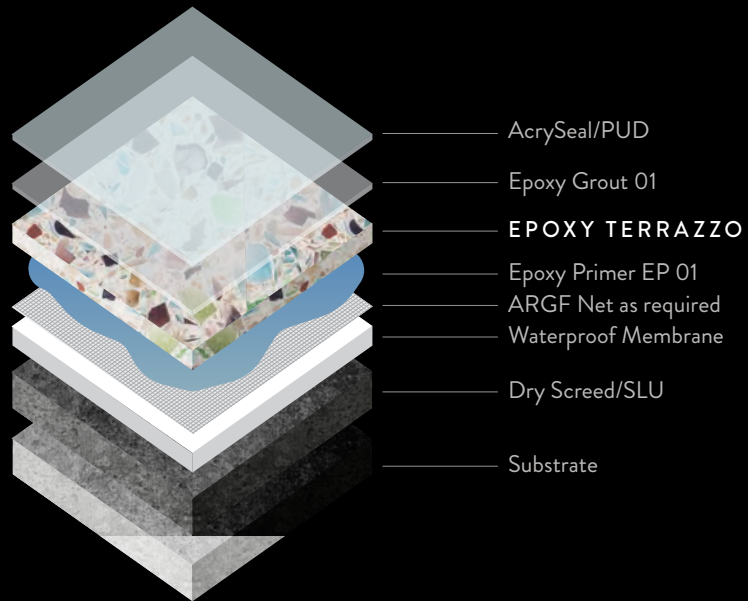 AcrySeal/PUD
Epoxy Grout 01
EPOXY TERRAZZO
Epoxy Primer EP 01
ARGF Net as required
Waterproof Membrane
Dry Screed/SLU
Substrate